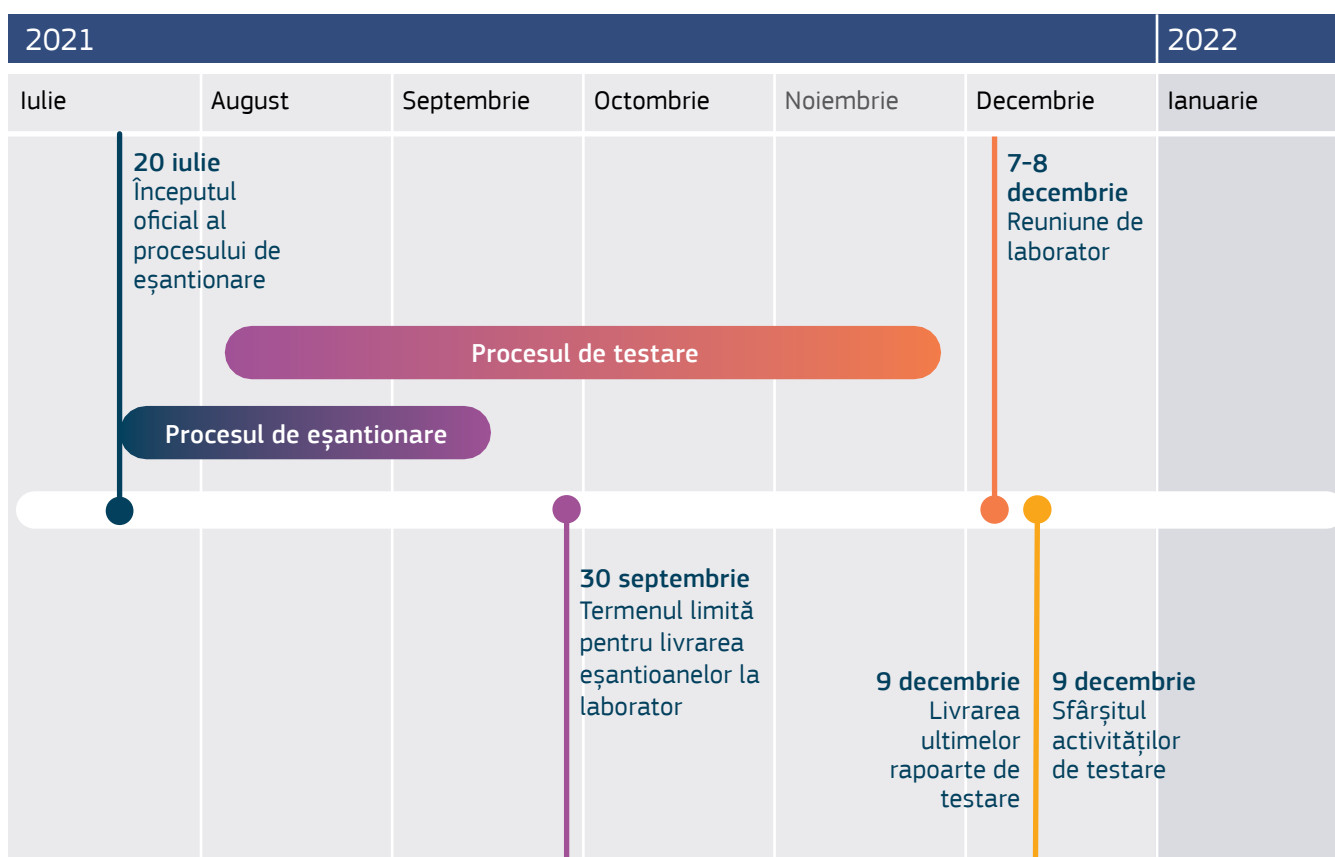 2021
2022
Iulie
August
Septembrie
Octombrie
Noiembrie
Decembrie
Ianuarie
20 iulie
Începutul
oficial al
procesului de
eșantionare
7-8
decembrie
Reuniune de
laborator
Procesul de testare
Procesul de eșantionare
30 septembrie
Termenul limită
pentru livrarea
eșantioanelor la
laborator
9 decembrie
Livrarea
ultimelor
rapoarte de
testare
9 decembrie
Sfârșitul
activităților
de testare